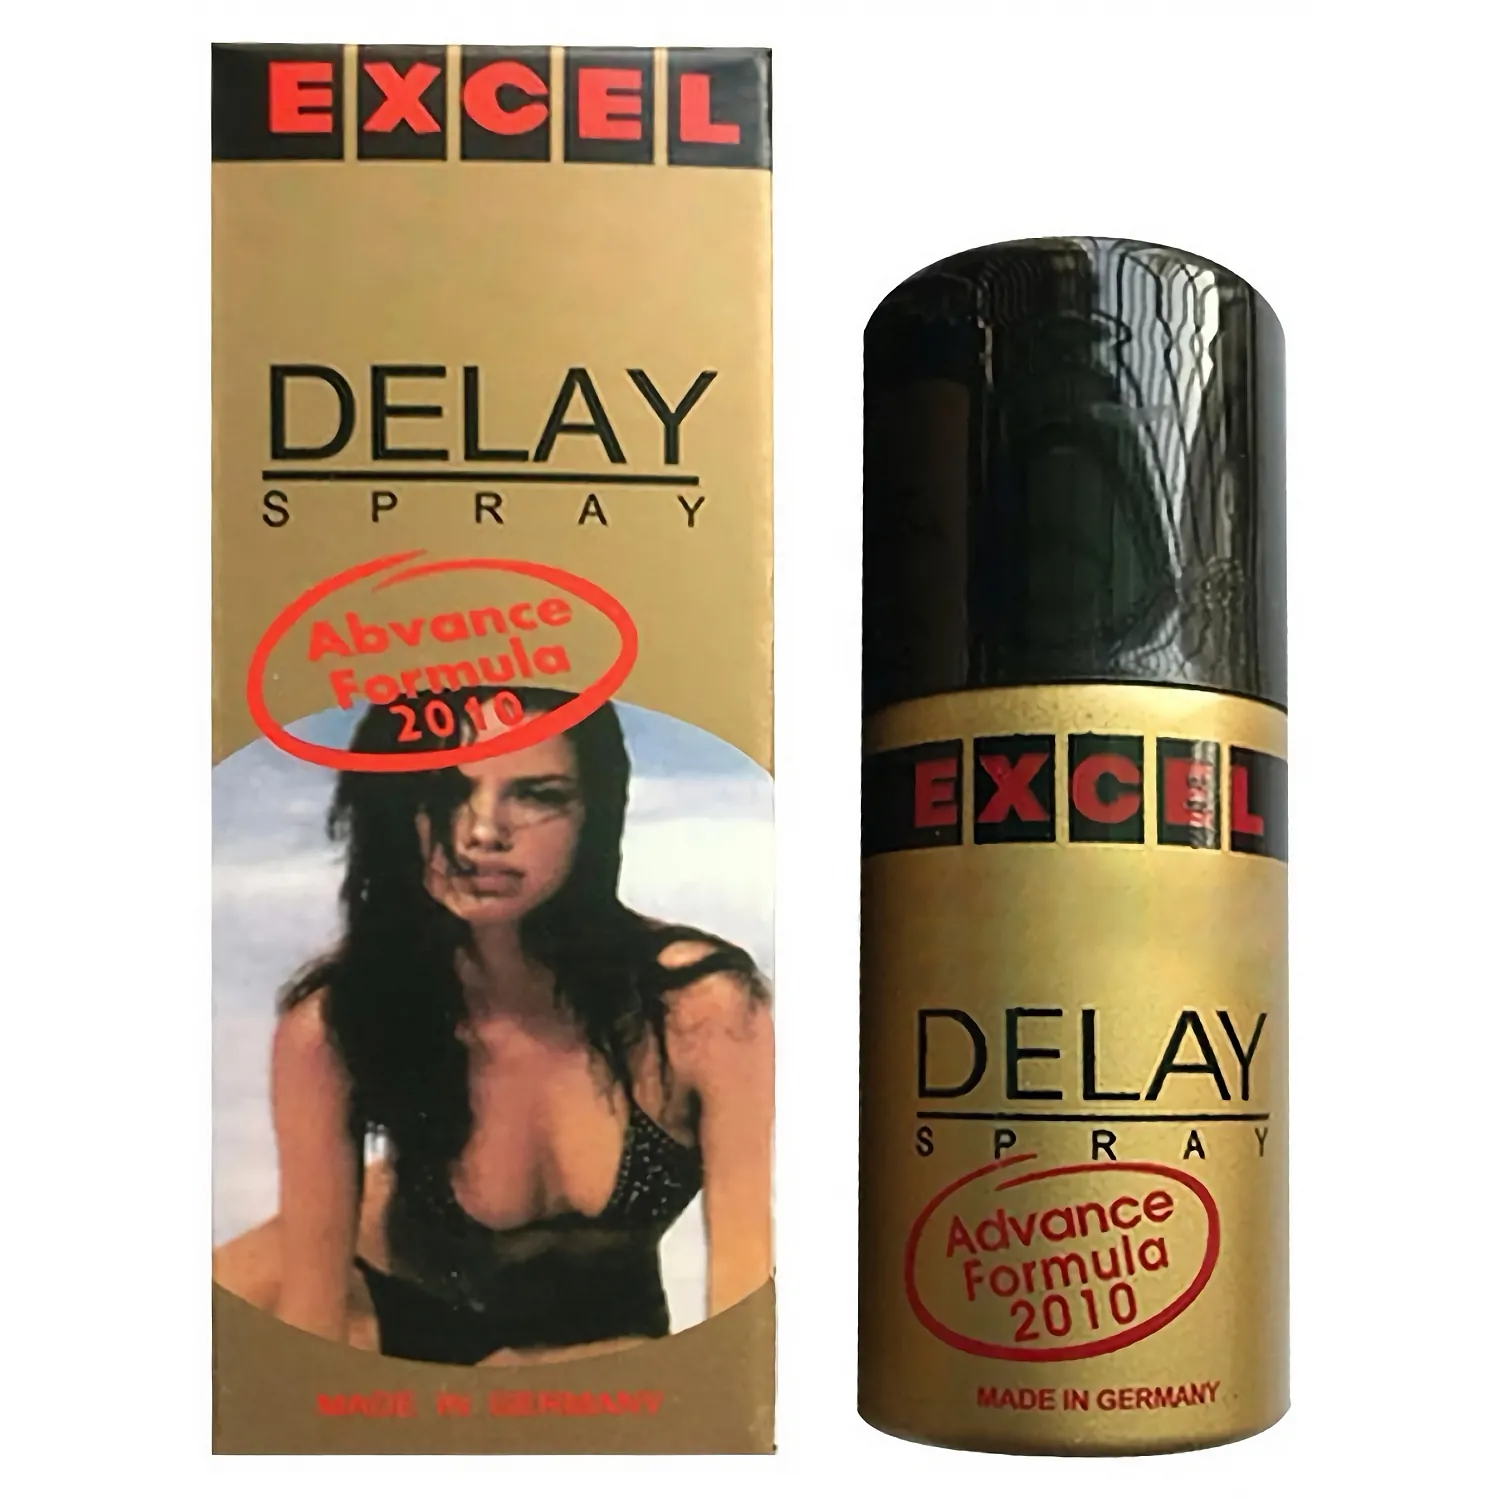 EXCEL
DELAY
SPRAY
Abvance
Formula
2010
MADE IN GERMANY
EXCEL
DELAY
SPRAY
Advance
Formula
2010
MADE IN GERMANY